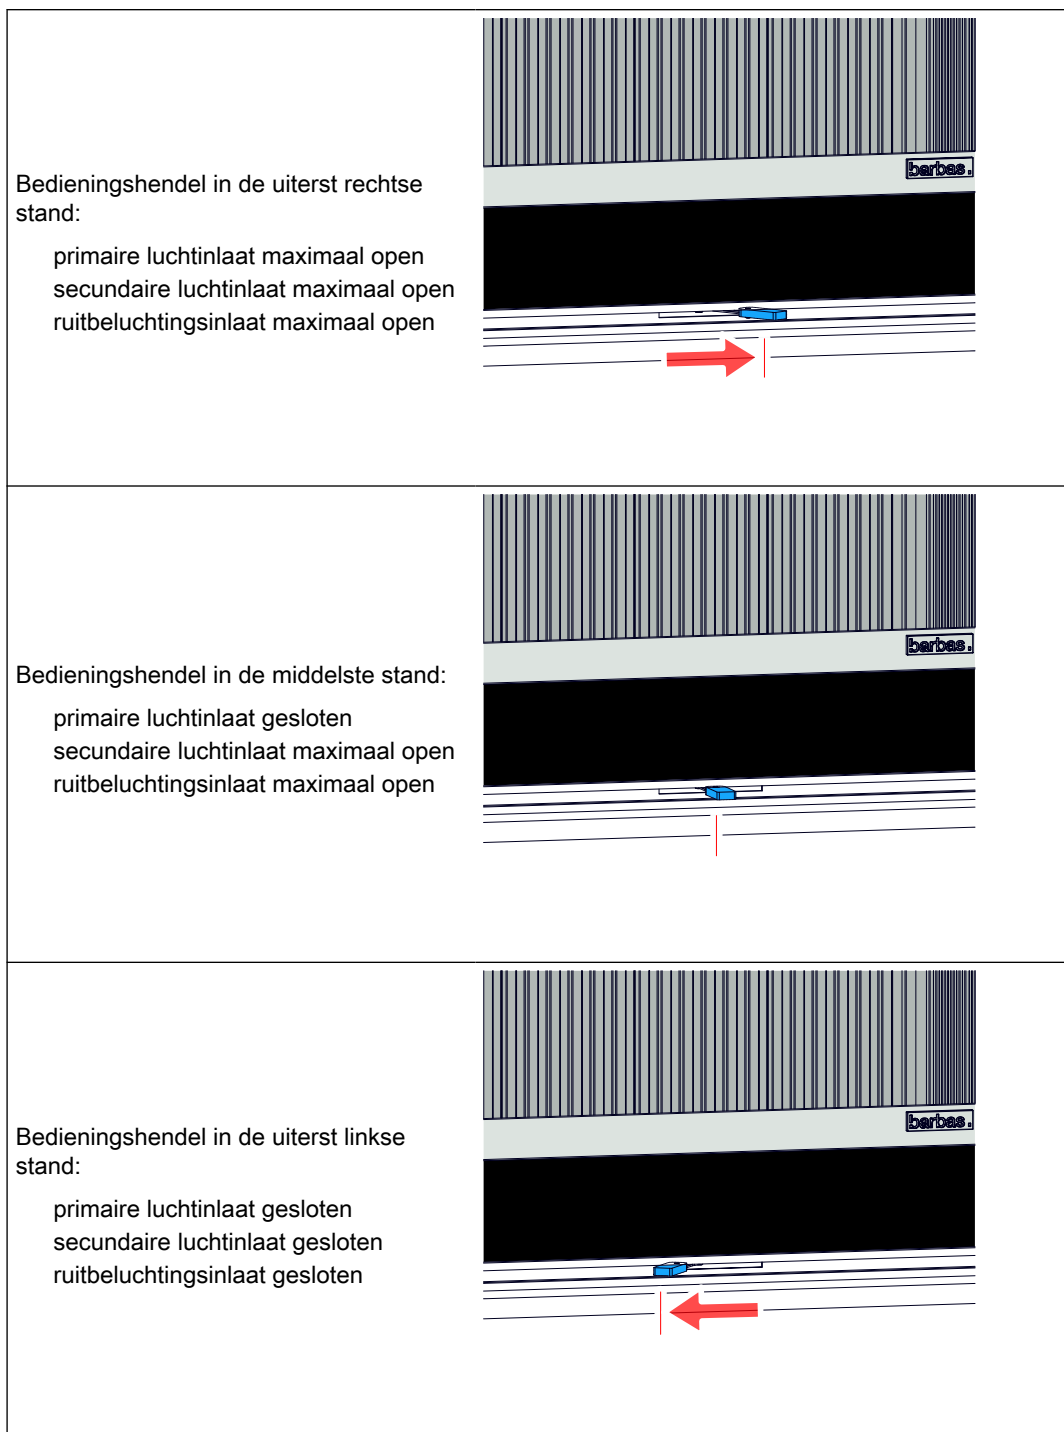 Bedieningshendel in de uiterst rechtse
stand:
primaire luchtinlaat maximaal open
secundaire luchtinlaat maximaal open
ruitbeluchtingsinlaat maximaal open
barbas.
Bedieningshendel in de middelste stand:
primaire luchtinlaat gesloten
secundaire luchtinlaat maximaal open
ruitbeluchtingsinlaat maximaal open
barbas.
Bedieningshendel in de uiterst linkse
stand:
primaire luchtinlaat gesloten
secundaire luchtinlaat gesloten
ruitbeluchtingsinlaat gesloten
barbas.